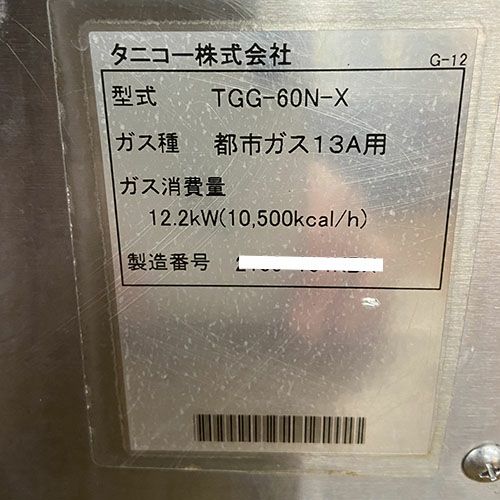 タニコー株式会社
G-12
型式 TGG-60N-X
ガス種 都市ガス13A用
ガス消費量
12.2kW(10,500kcal/h)
製造番号